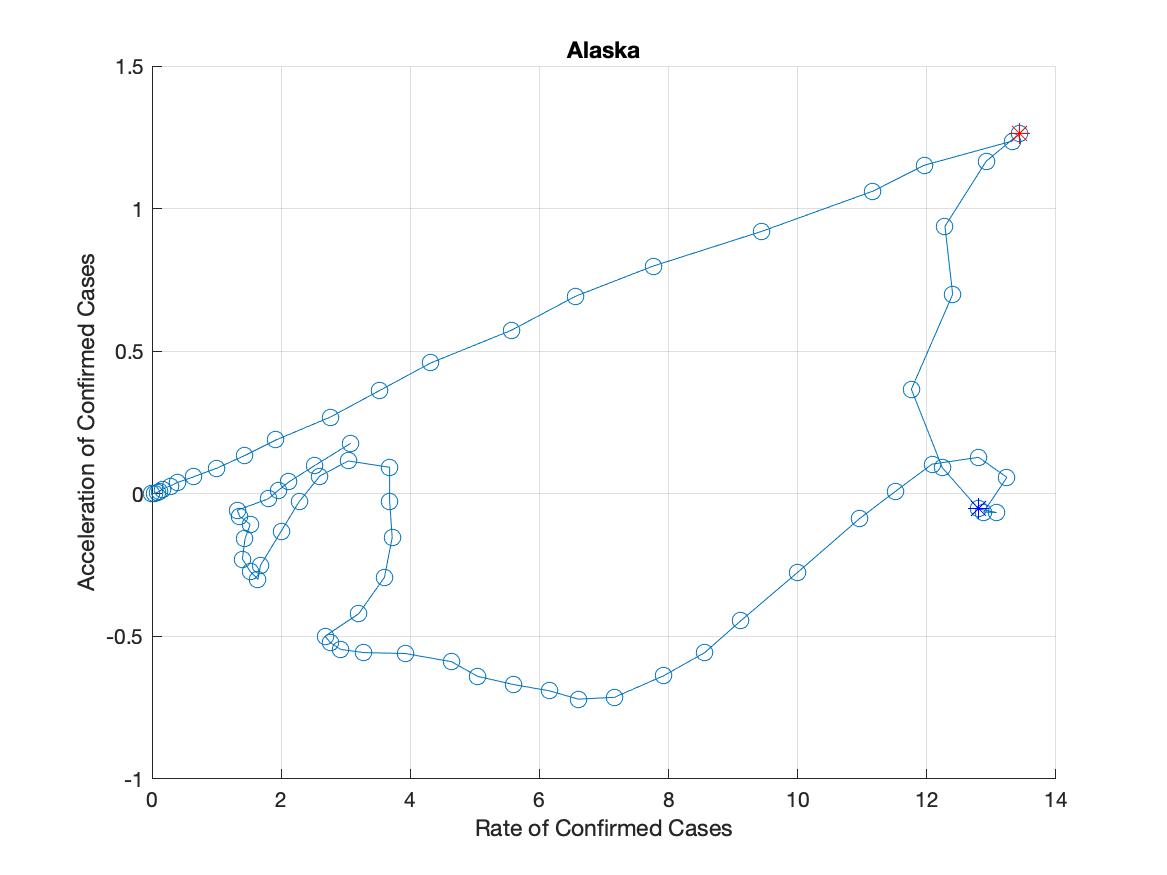 Alaska
1.5
1
0.5
0
-0.5
-1
Acceleration of Confirmed Cases
0 2 4 6 8 10 12 14
Rate of Confirmed Cases